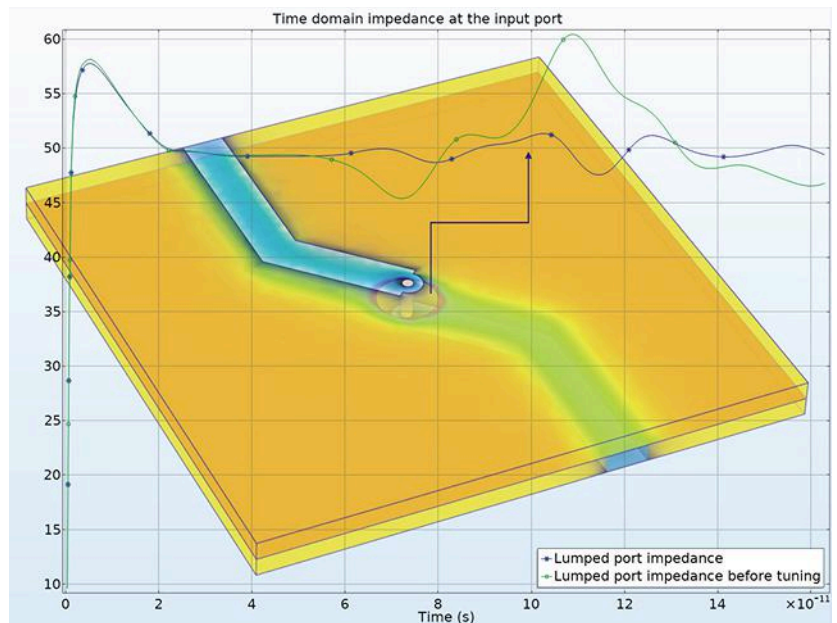 Time domain impedance at the input port
60
55
50
45
40
35
30
25
20
15
10
0 2 4 6 8 10 12 14 ×10⁻¹¹
Time (s)
Lumped port impedance
Lumped port impedance before tuning